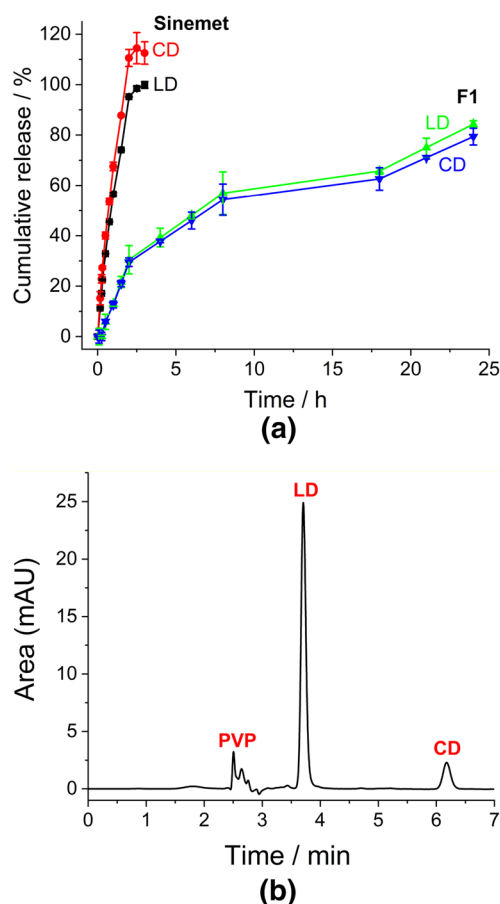 Sinemet
CD
LD
F1
LD
CD
Cumulative release / %
120
100
80
60
40
20
0
0 5 10 15 20 25
Time / h
(a)
LD
PVP
CD
Area (mAU)
25
20
15
10
5
0
0 1 2 3 4 5 6 7
Time / min
(b)